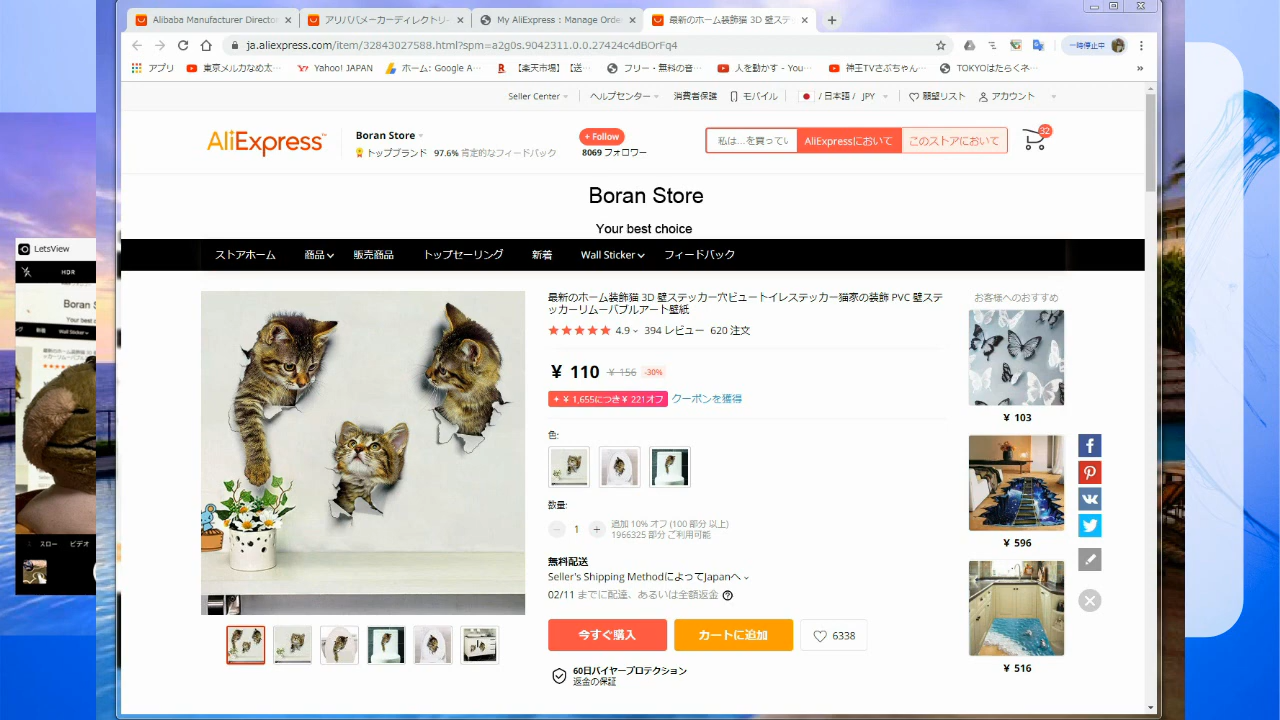 Alibaba Manufacturer Director
アリババメーカーディレクトリ-
My AliExpress : Manage Orde
最新のホーム装飾猫 3D 壁ステ
ja.aliexpress.com/item/32843027588.html?spm=a2g0s.9042311.0.0.27424c4dBOrFq4
一時停止中
アプリ
東京メルカリなめ太…
Yahoo! JAPAN
ホーム: Google A…
【楽天市場】【送…
フリー・無料の音…
人を動かす - You…
神王TVさぶちゃん…
TOKYOはたらくネ…
»
Seller Center
ヘルプセンター
消費者保護
モバイル
/ 日本語 / JPY
願望リスト
アカウント
AliExpress™
Boran Store
トップブランド 97.6% 肯定的なフィードバック
+ Follow
8069 フォロワー
私は...を買ってい
AliExpressにおいて
このストアにおいて
32
Boran Store
Your best choice
ストアホーム
商品
販売商品
トップセーリング
新着
Wall Sticker
フィードバック
LetsView
HDR
Boran S
Your best c
新着
Wall Sticker
スロー
ビデオ
最新のホーム装飾猫 3D 壁ステッカー穴ビュートイレステッカー猫家の装飾 PVC 壁ステ
ッカーリムーバブルアート壁紙
4.9 394 レビュー 620 注文
¥ 110 ¥ 156 -30%
+ ¥ 1,655につき ¥ 221オフ クーポンを獲得
色:
数量:
1
追加 10% オフ (100 部分 以上)
1966325 部分 ご利用可能
無料配送
Seller's Shipping MethodによってJapanへ
02/11 までに配達、あるいは全額返金
今すぐ購入
カートに追加
6338
60日バイヤープロテクション
返金の保証
お客様へのおすすめ
¥ 103
¥ 596
¥ 516